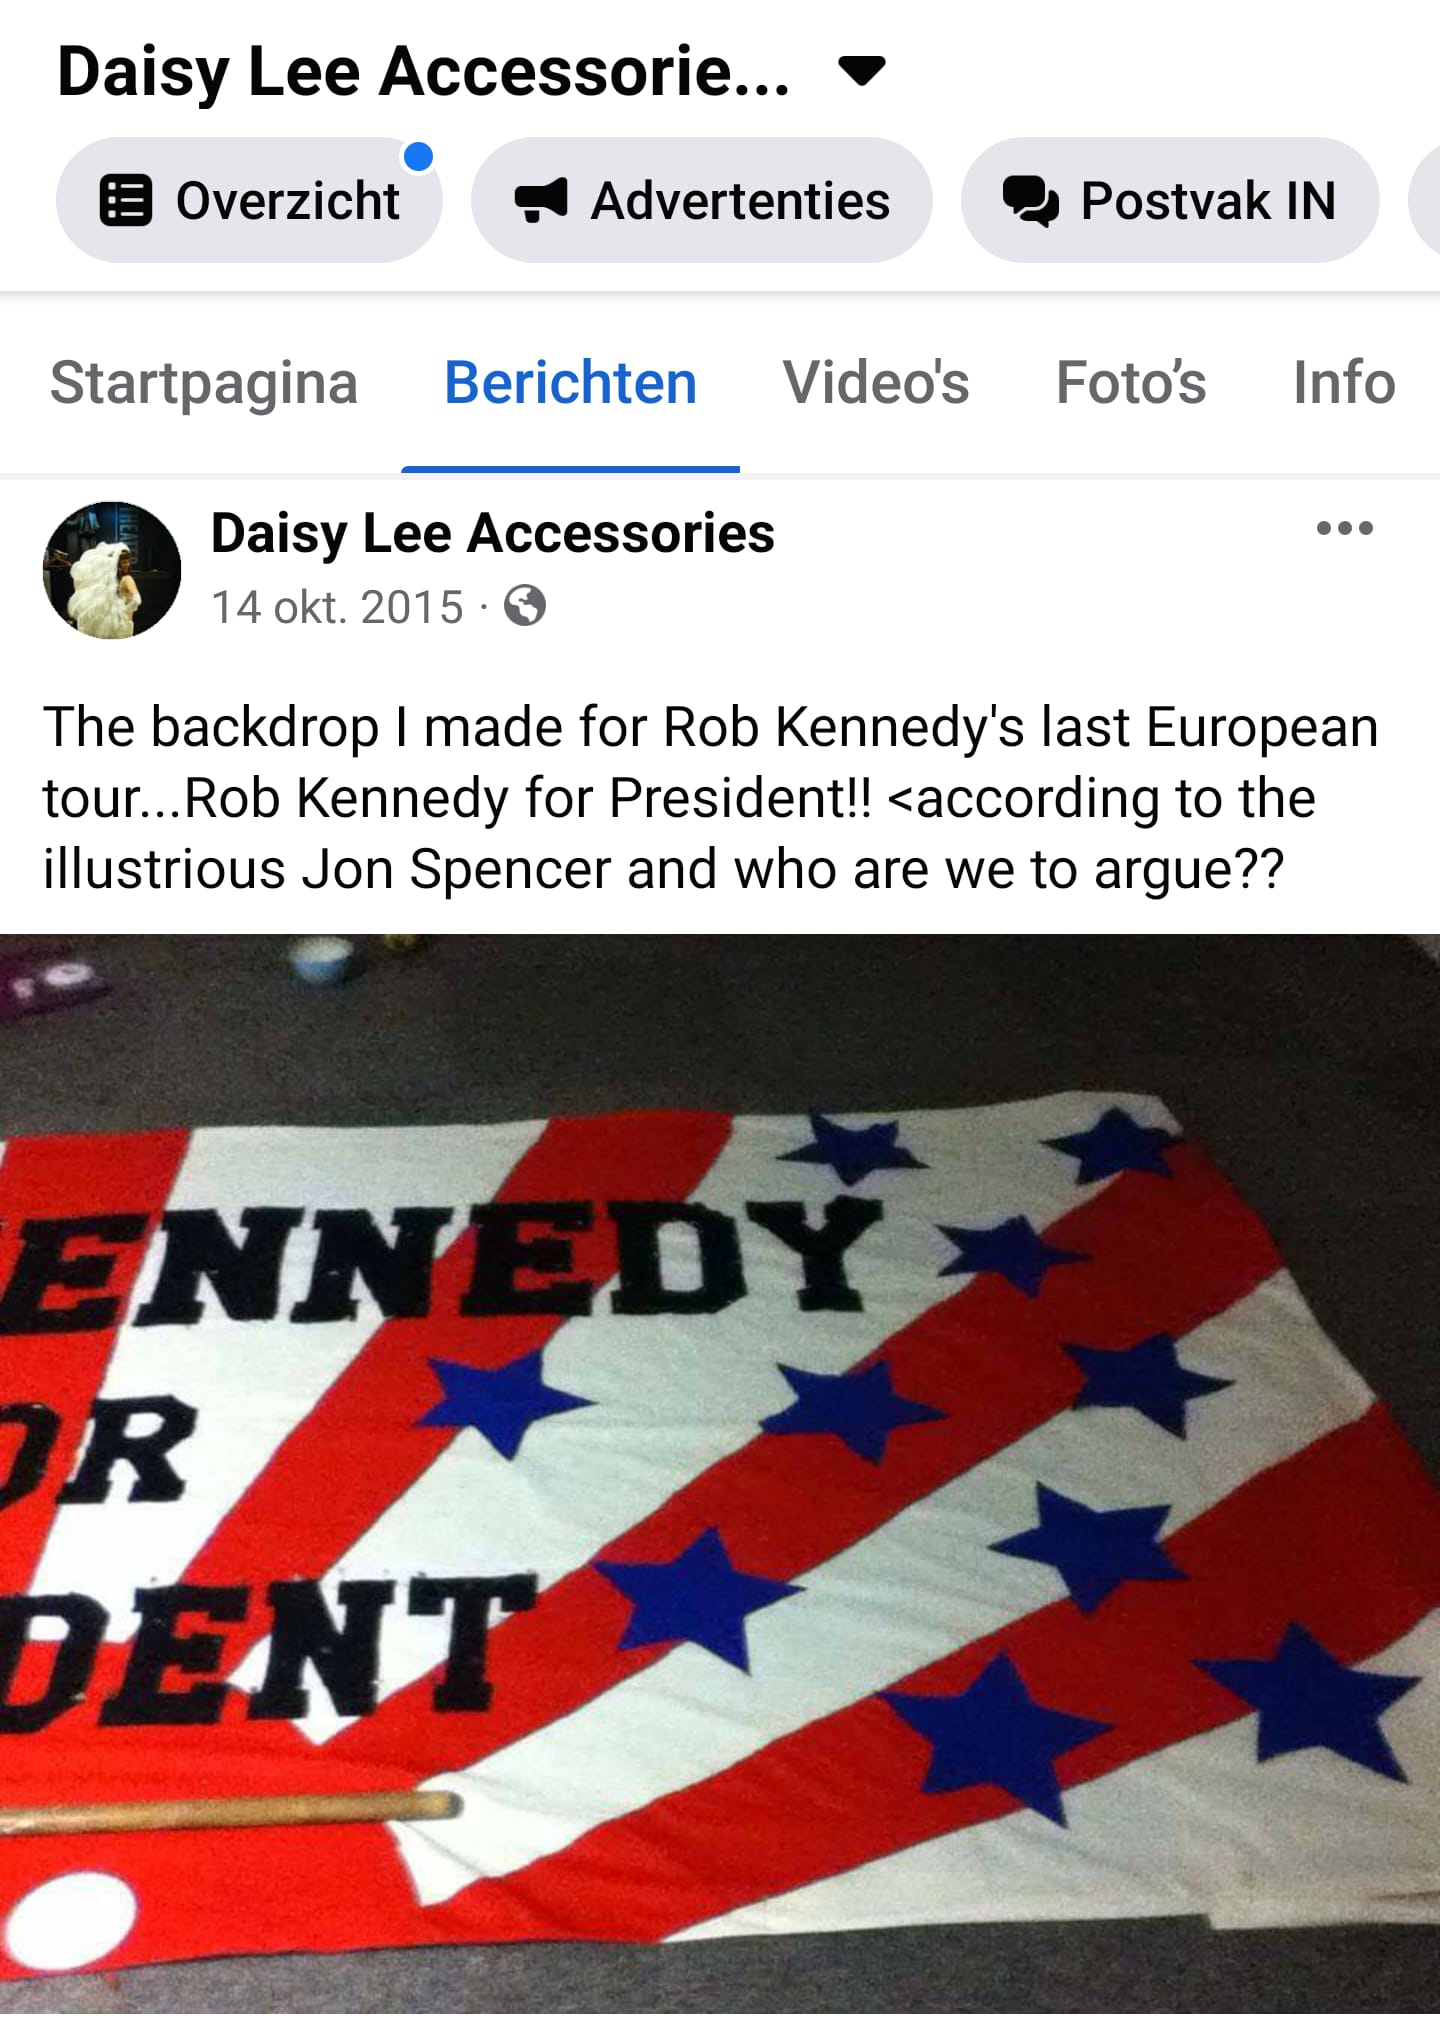 Daisy Lee Accessorie...
Overzicht
Advertenties
Postvak IN
Startpagina
Berichten
Video's
Foto’s
Info
Daisy Lee Accessories
14 okt. 2015 ·
The backdrop I made for Rob Kennedy's last European
tour...Rob Kennedy for President!! <according to the
illustrious Jon Spencer and who are we to argue??
ENNEDY
OR
DENT